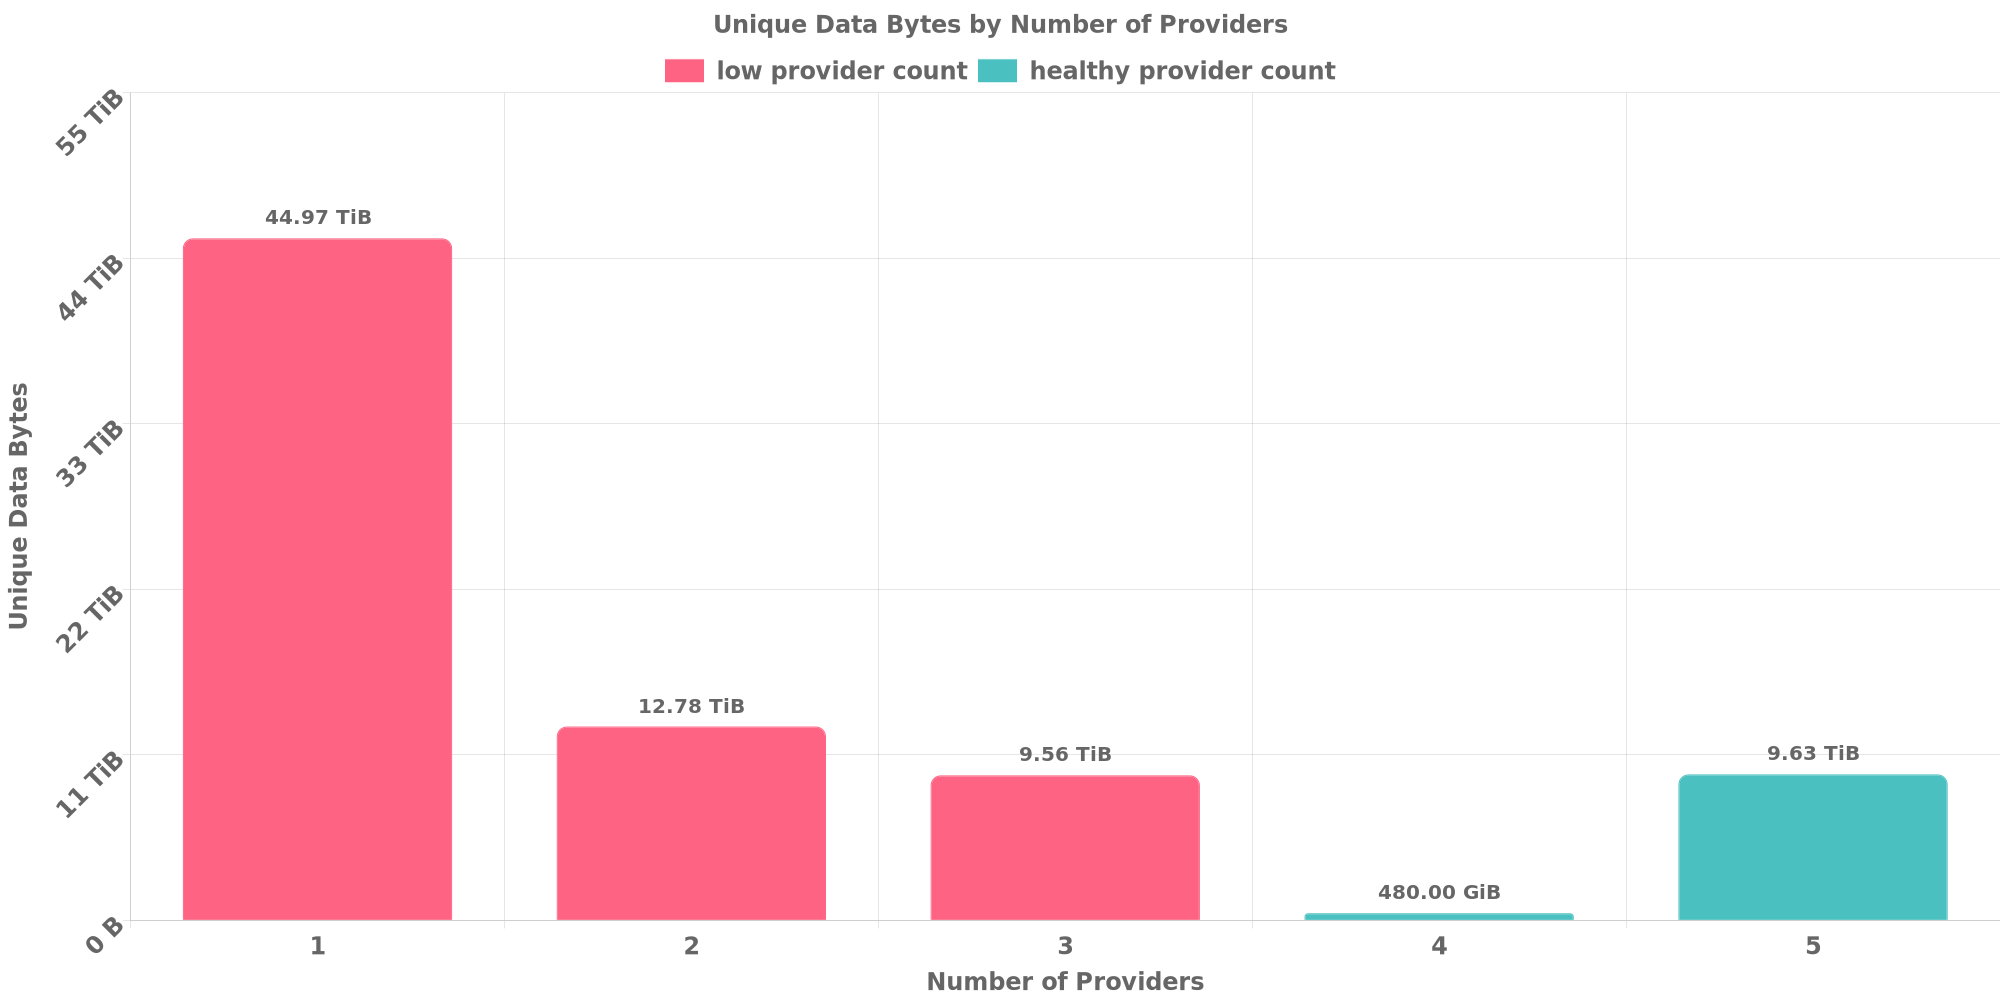 Unique Data Bytes by Number of Providers
low provider count healthy provider count
55 TiB
44 TiB
33 TiB
22 TiB
11 TiB
0 B
Unique Data Bytes
44.97 TiB
12.78 TiB
9.56 TiB
480.00 GiB
9.63 TiB
1 2 3 4 5
Number of Providers